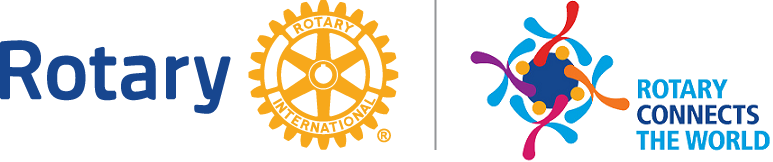 Rotary
ROTARY
INTERNATIONAL
®
ROTARY
CONNECTS
THE WORLD